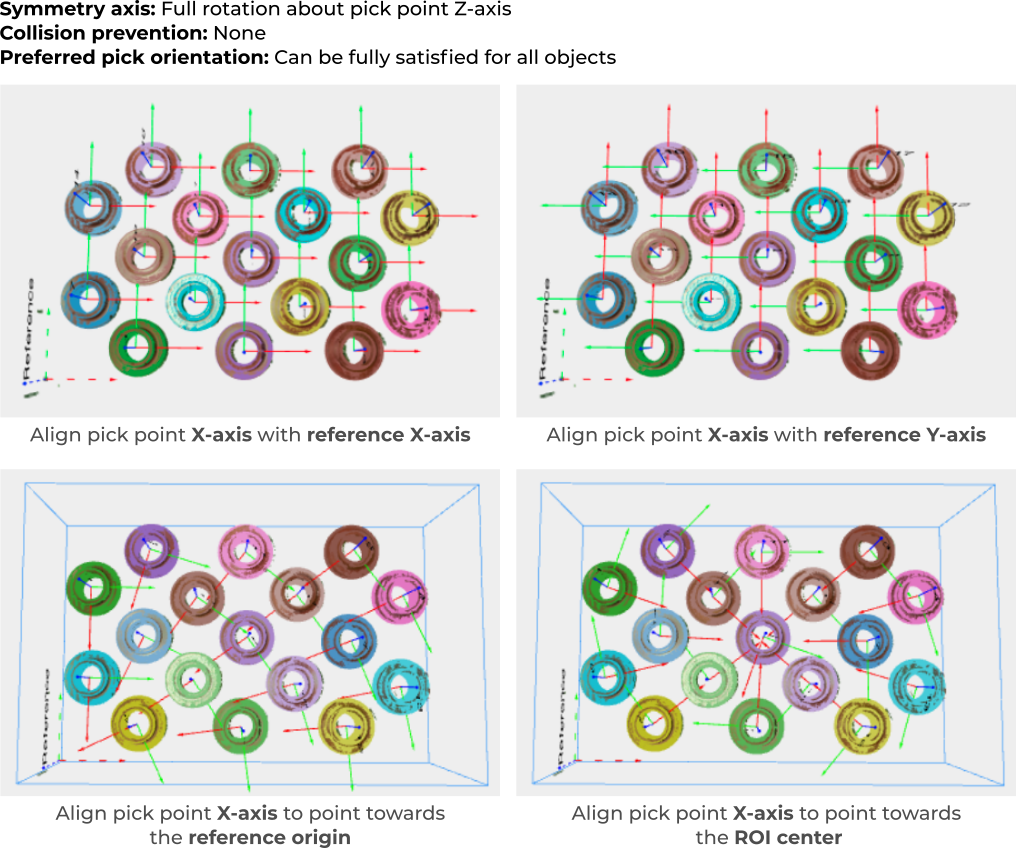 Symmetry axis: Full rotation about pick point Z-axis
Collision prevention: None
Preferred pick orientation: Can be fully satisfied for all objects
Reference
Reference
Align pick point X-axis with reference X-axis
Align pick point X-axis with reference Y-axis
Reference
Reference
Align pick point X-axis to point towards
the reference origin
Align pick point X-axis to point towards
the ROI center